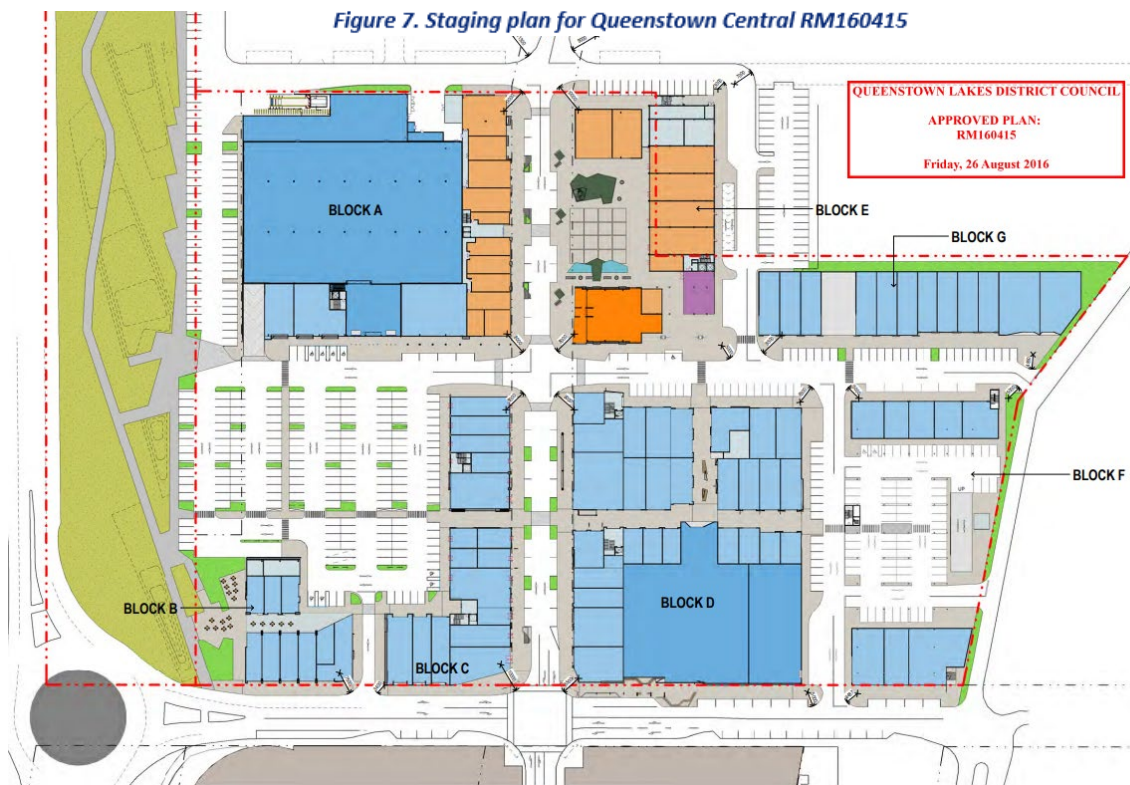 Figure 7. Staging plan for Queenstown Central RM160415
QUEENSTOWN LAKES DISTRICT COUNCIL
APPROVED PLAN:
RM160415
Friday, 26 August 2016
BLOCK A
BLOCK E
BLOCK G
BLOCK F
UP
BLOCK B
BLOCK D
BLOCK C